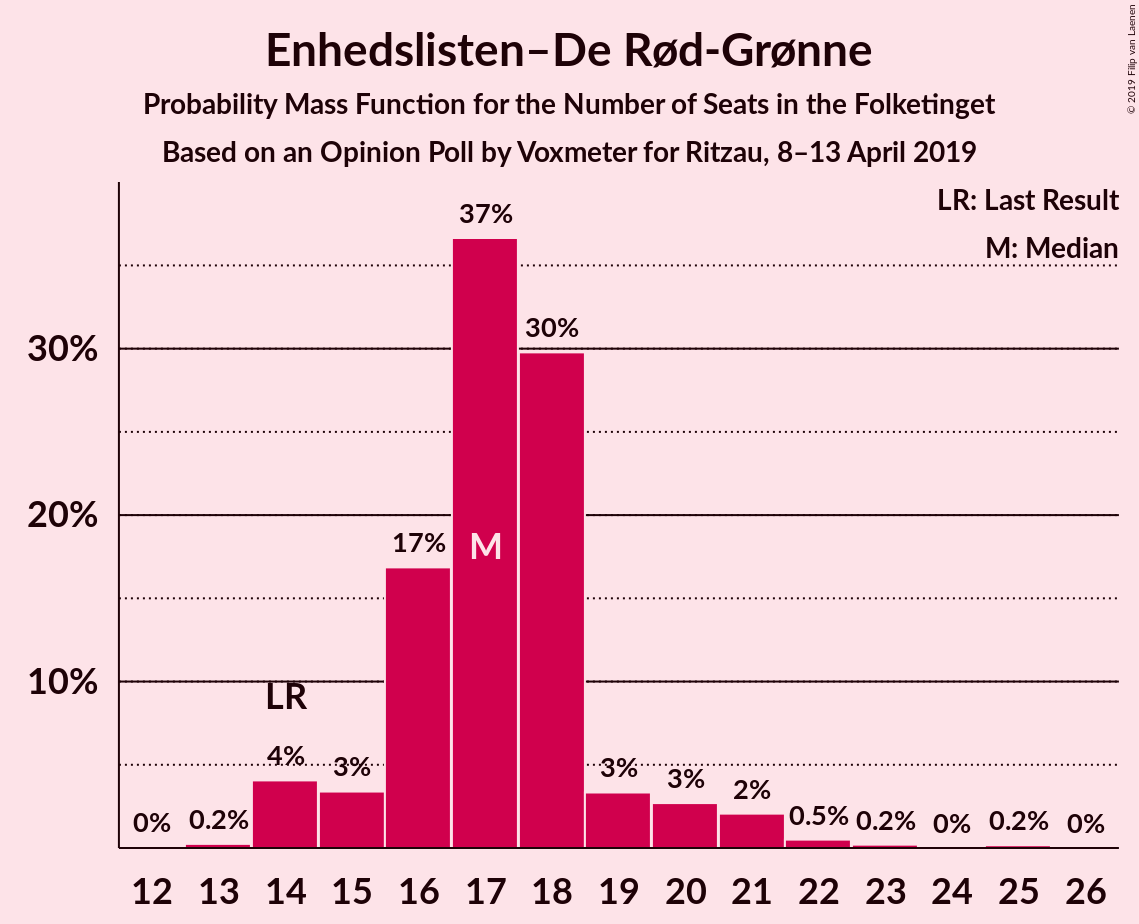 Enhedslisten–De Rød-Grønne
Probability Mass Function for the Number of Seats in the Folketinget
Based on an Opinion Poll by Voxmeter for Ritzau, 8–13 April 2019
© 2019 Filip van Laenen
LR: Last Result
M: Median
37%
30%
30%
20%
17%
M
10%
LR
4%
3%
3%
3%
2%
0%
0.2%
0.5%
0.2%
0%
0.2%
0%
12 13 14 15 16 17 18 19 20 21 22 23 24 25 26